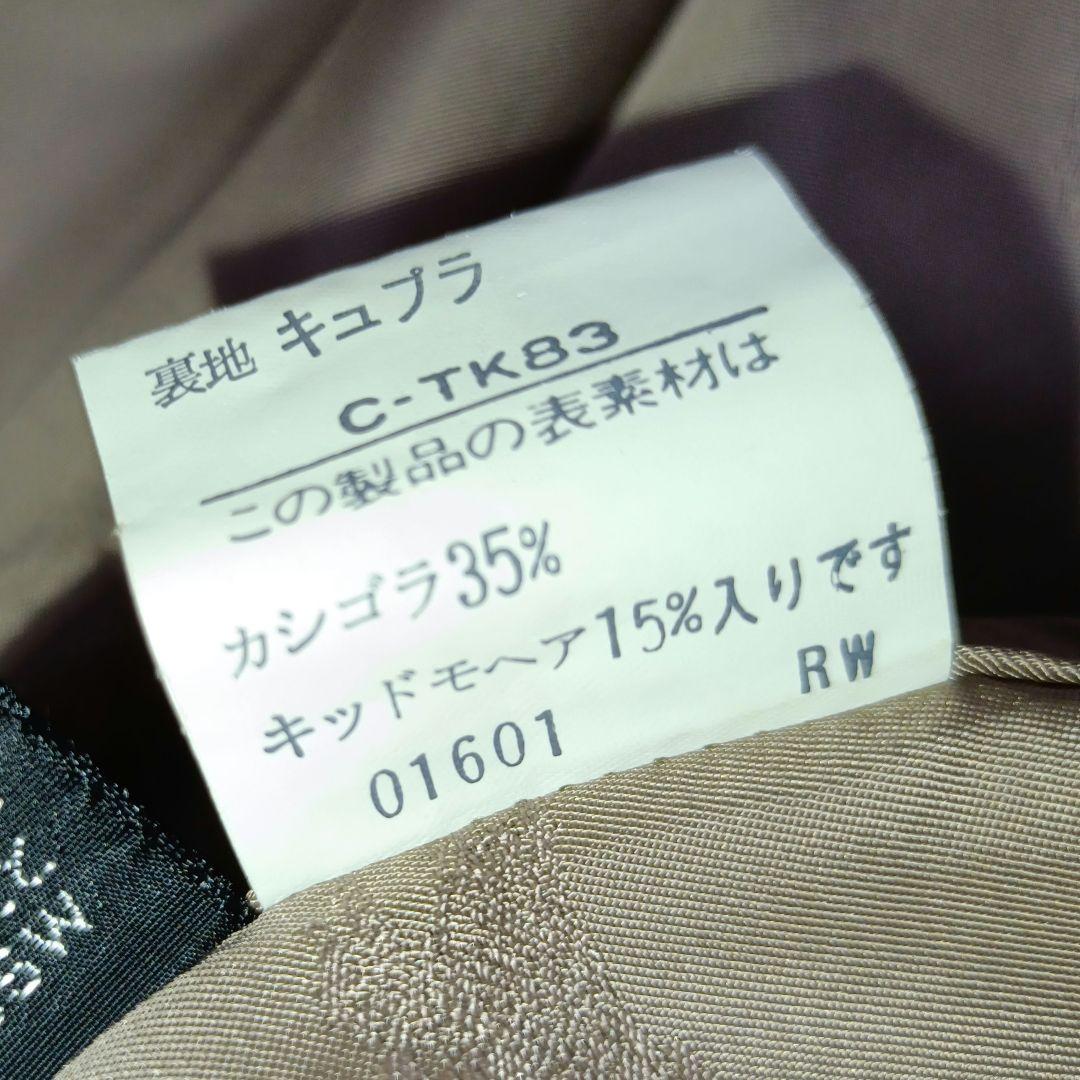 裏地 キュプラ
C-TK83
この製品の表素材は
カシゴラ35%
キッドモヘア15%入りです
01601 RW